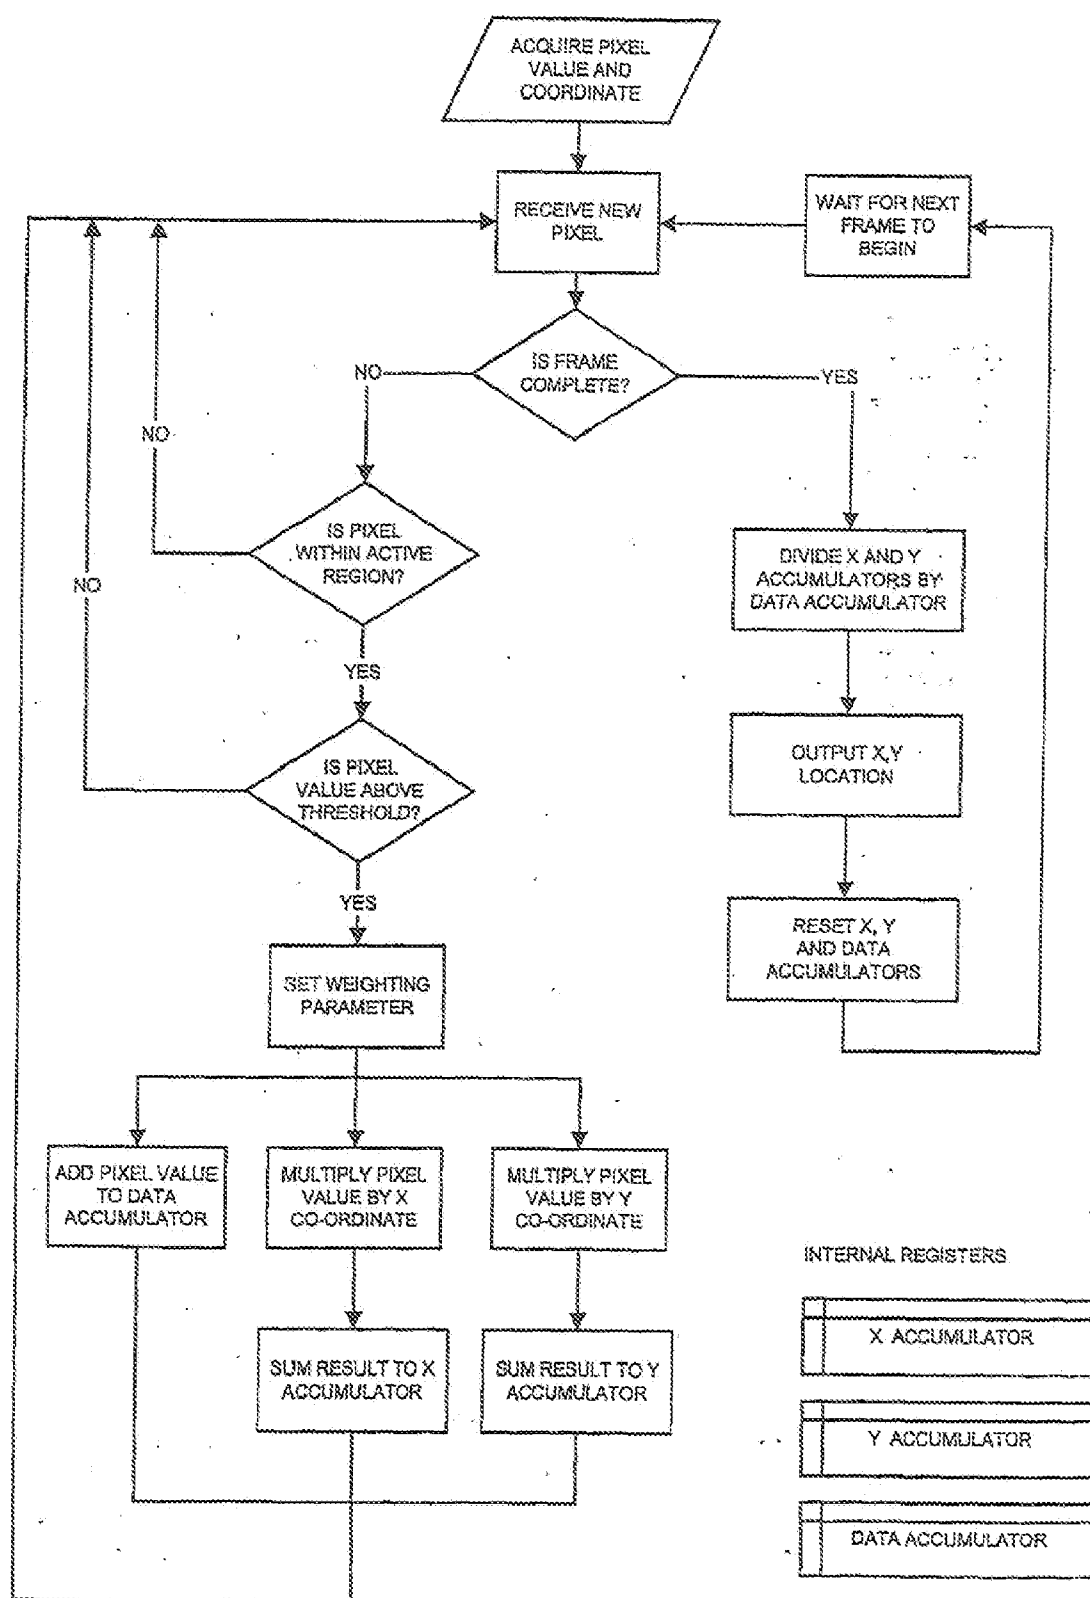 ACQUIRE PIXEL
VALUE AND
COORDINATE
RECEIVE NEW
PIXEL
WAIT FOR NEXT
FRAME TO
BEGIN
IS FRAME
COMPLETE?
NO
YES
NO
IS PIXEL
WITHIN ACTIVE
REGION?
NO
DIVIDE X AND Y
ACCUMULATORS BY
DATA ACCUMULATOR
YES
IS PIXEL
VALUE ABOVE
THRESHOLD?
OUTPUT X,Y
LOCATION
YES
RESET X, Y
AND DATA
ACCUMULATORS
SET WEIGHTING
PARAMETER
ADD PIXEL VALUE
TO DATA
ACCUMULATOR
MULTIPLY PIXEL
VALUE BY X
CO-ORDINATE
MULTIPLY PIXEL
VALUE BY Y
CO-ORDINATE
SUM RESULT TO X
ACCUMULATOR
SUM RESULT TO Y
ACCUMULATOR
INTERNAL REGISTERS
X ACCUMULATOR
Y ACCUMULATOR
DATA ACCUMULATOR